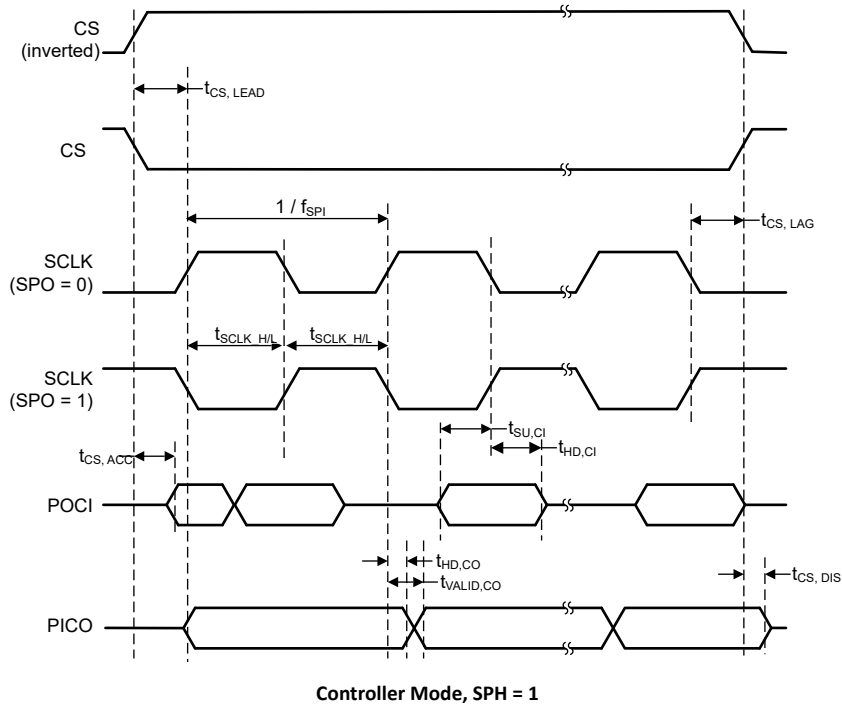 CS
(inverted)
tCS, LEAD
CS
1 / fSPI
tCS, LAG
SCLK
(SPO = 0)
tSCLK_H/L
tSCLK_H/L
SCLK
(SPO = 1)
tSU,CI
tHD,CI
tCS, ACC
POCI
tHD,CO
tVALID,CO
tCS, DIS
PICO
Controller Mode, SPH = 1